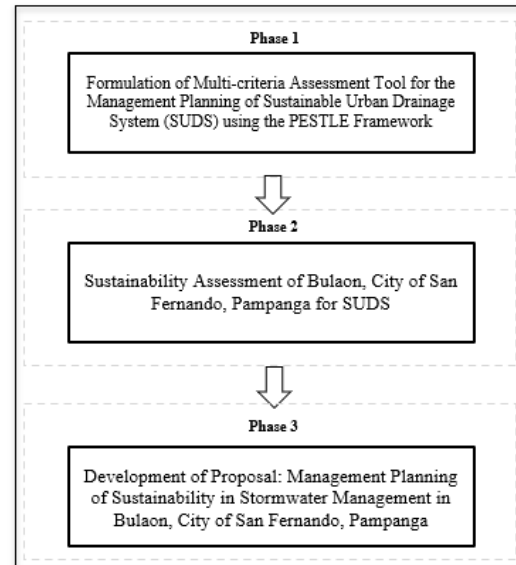 Phase 1
Formulation of Multi-criteria Assessment Tool for the
Management Planning of Sustainable Urban Drainage
System (SUDS) using the PESTLE Framework
Phase 2
Sustainability Assessment of Bulaon, City of San
Fernando, Pampanga for SUDS
Phase 3
Development of Proposal: Management Planning
of Sustainability in Stormwater Management in
Bulaon, City of San Fernando, Pampanga